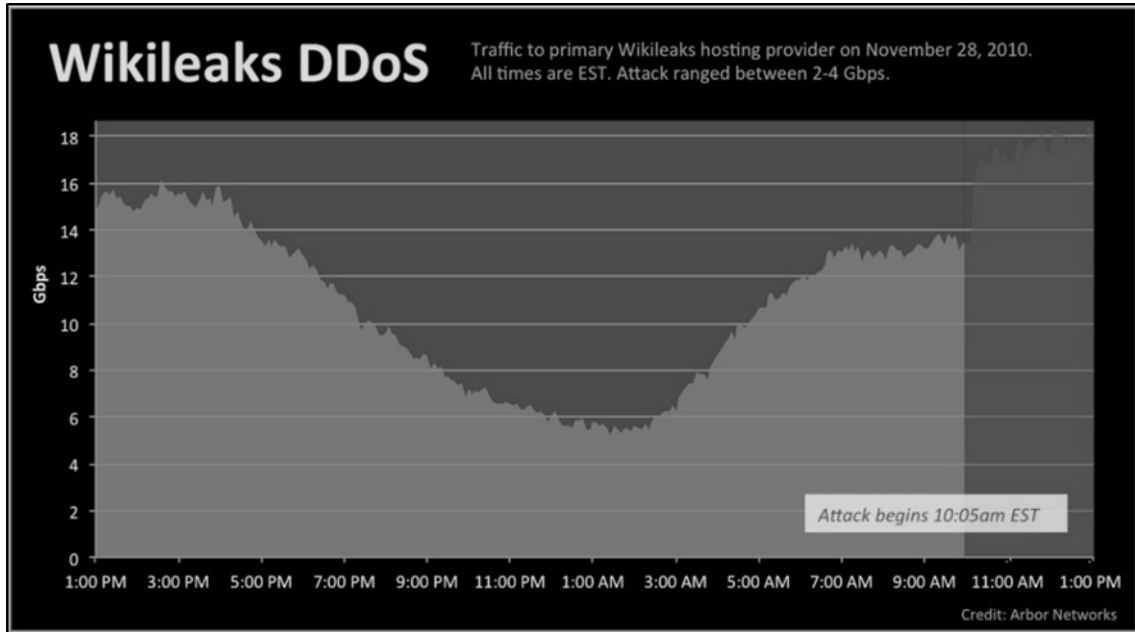 Wikileaks DDoS
Traffic to primary Wikileaks hosting provider on November 28, 2010.
All times are EST. Attack ranged between 2-4 Gbps.
Gbps
18
16
14
12
10
8
6
4
2
0
Attack begins 10:05am EST
1:00 PM 3:00 PM 5:00 PM 7:00 PM 9:00 PM 11:00 PM 1:00 AM 3:00 AM 5:00 AM 7:00 AM 9:00 AM 11:00 AM 1:00 PM
Credit: Arbor Networks